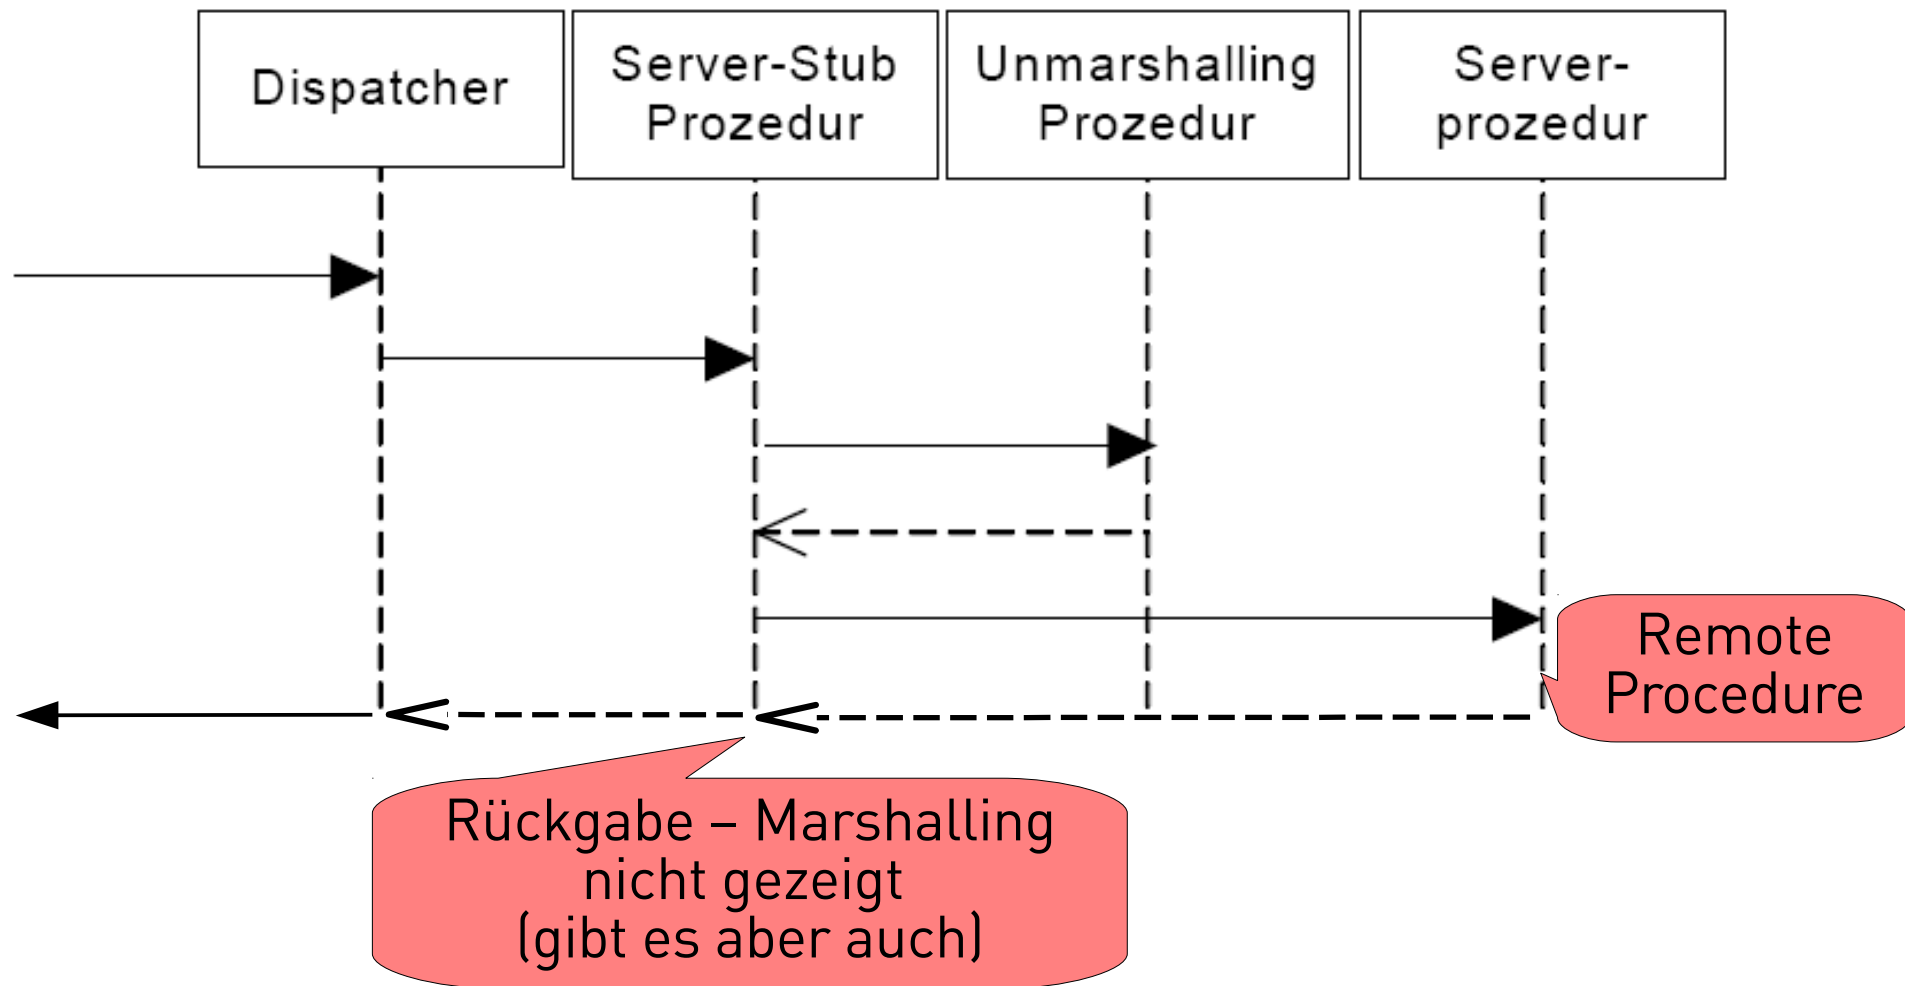 Dispatcher
Server-Stub
Prozedur
Unmarshalling
Prozedur
Server-
prozedur
Remote
Procedure
Rückgabe – Marshalling
nicht gezeigt
(gibt es aber auch)